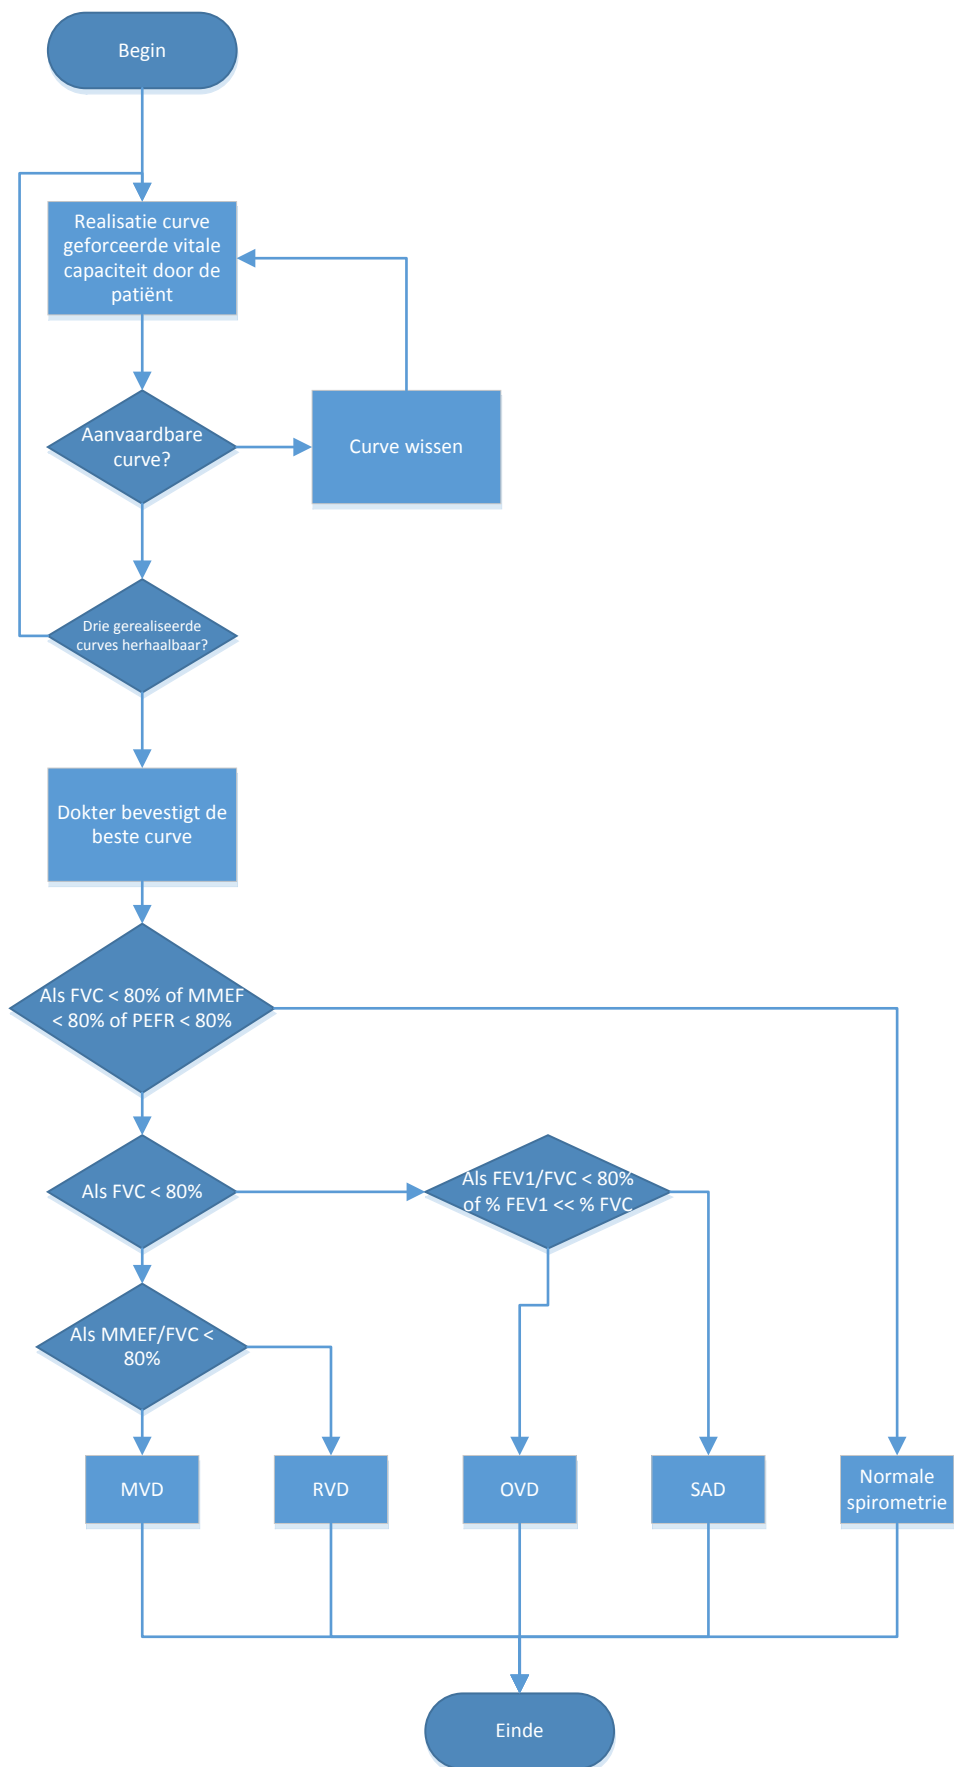 Begin
Realisatie curve
geforceerde vitale
capaciteit door de
patiënt
Aanvaardbare
curve?
Curve wissen
Drie gerealiseerde
curves herhaalbaar?
Dokter bevestigt de
beste curve
Als FVC < 80% of MMEF
< 80% of PEFR < 80%
Als FVC < 80%
Als FEV1/FVC < 80%
of % FEV1 << % FVC
Als MMEF/FVC <
80%
MVD
RVD
OVD
SAD
Normale
spirometrie
Einde